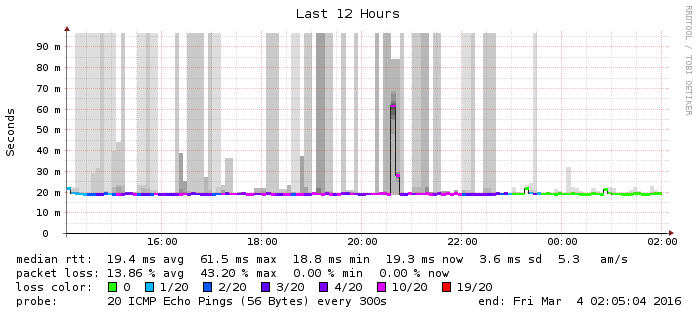 Last 12 Hours
RRDTOOL / TOBI OETIKER
Seconds
90 m
80 m
70 m
60 m
50 m
40 m
30 m
20 m
10 m
0
16:00 18:00 20:00 22:00 00:00 02:00
median rtt: 19.4 ms avg 61.5 ms max 18.8 ms min 19.3 ms now 3.6 ms sd 5.3 am/s
packet loss: 13.86 % avg 43.20 % max 0.00 % min 0.00 % now
loss color: 0 1/20 2/20 3/20 4/20 10/20 19/20
probe: 20 ICMP Echo Pings (56 Bytes) every 300s end: Fri Mar 4 02:05:04 2016